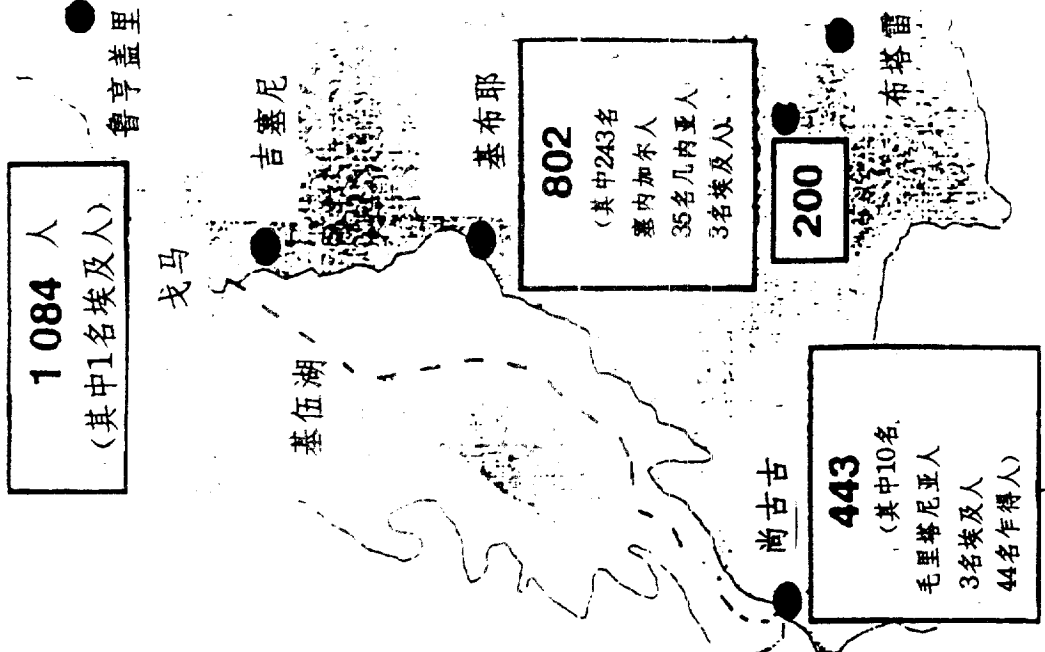 鲁亨盖里
1 084 人
(其中1名埃及人)
戈马
吉塞尼
基伍湖
基布耶
802
(其中243名
塞内加尔人
35名几内亚人
3名埃及人)
200
布塔雷
尚古古
443
(其中10名
毛里塔尼亚人
3名埃及人
44名乍得人)